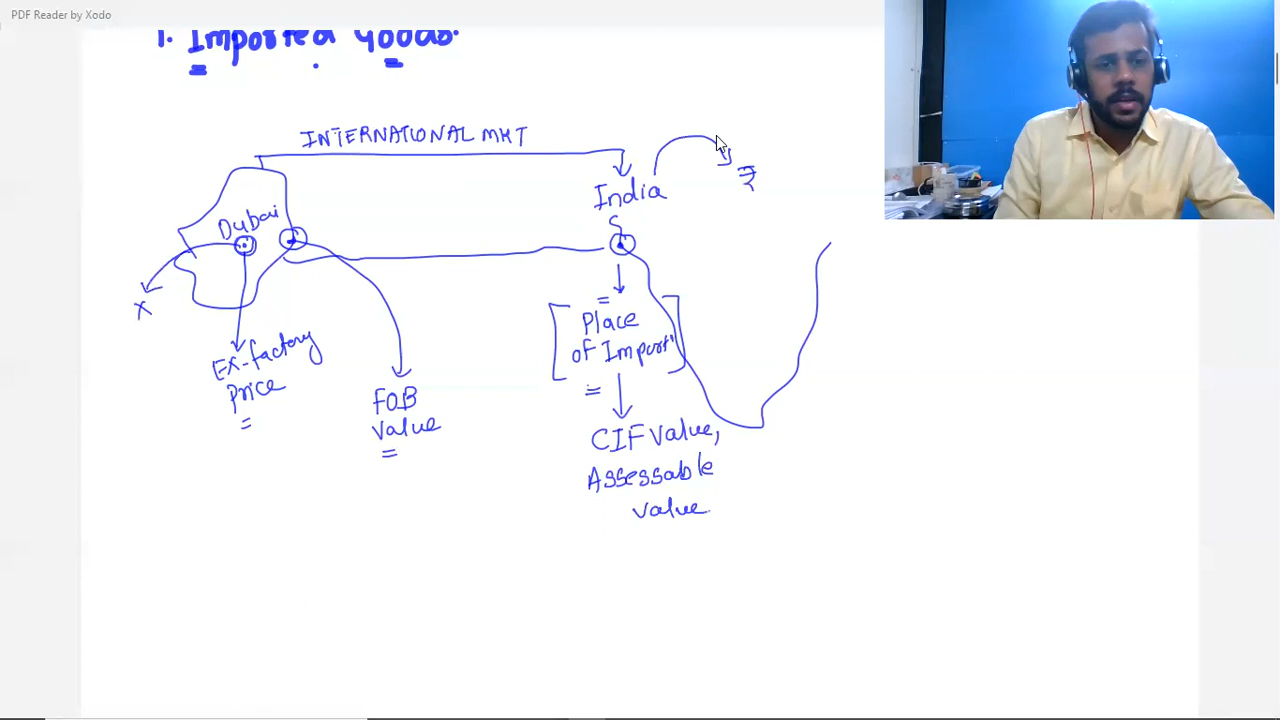 PDF Reader by Xodo
1. Imported Goods.
INTERNATIONAL MKT
India
₹
Dubai
X
Ex-factory
Price
=
FOB
Value
=
=
Place
of Import
=
CIF Value,
Assessable
Value